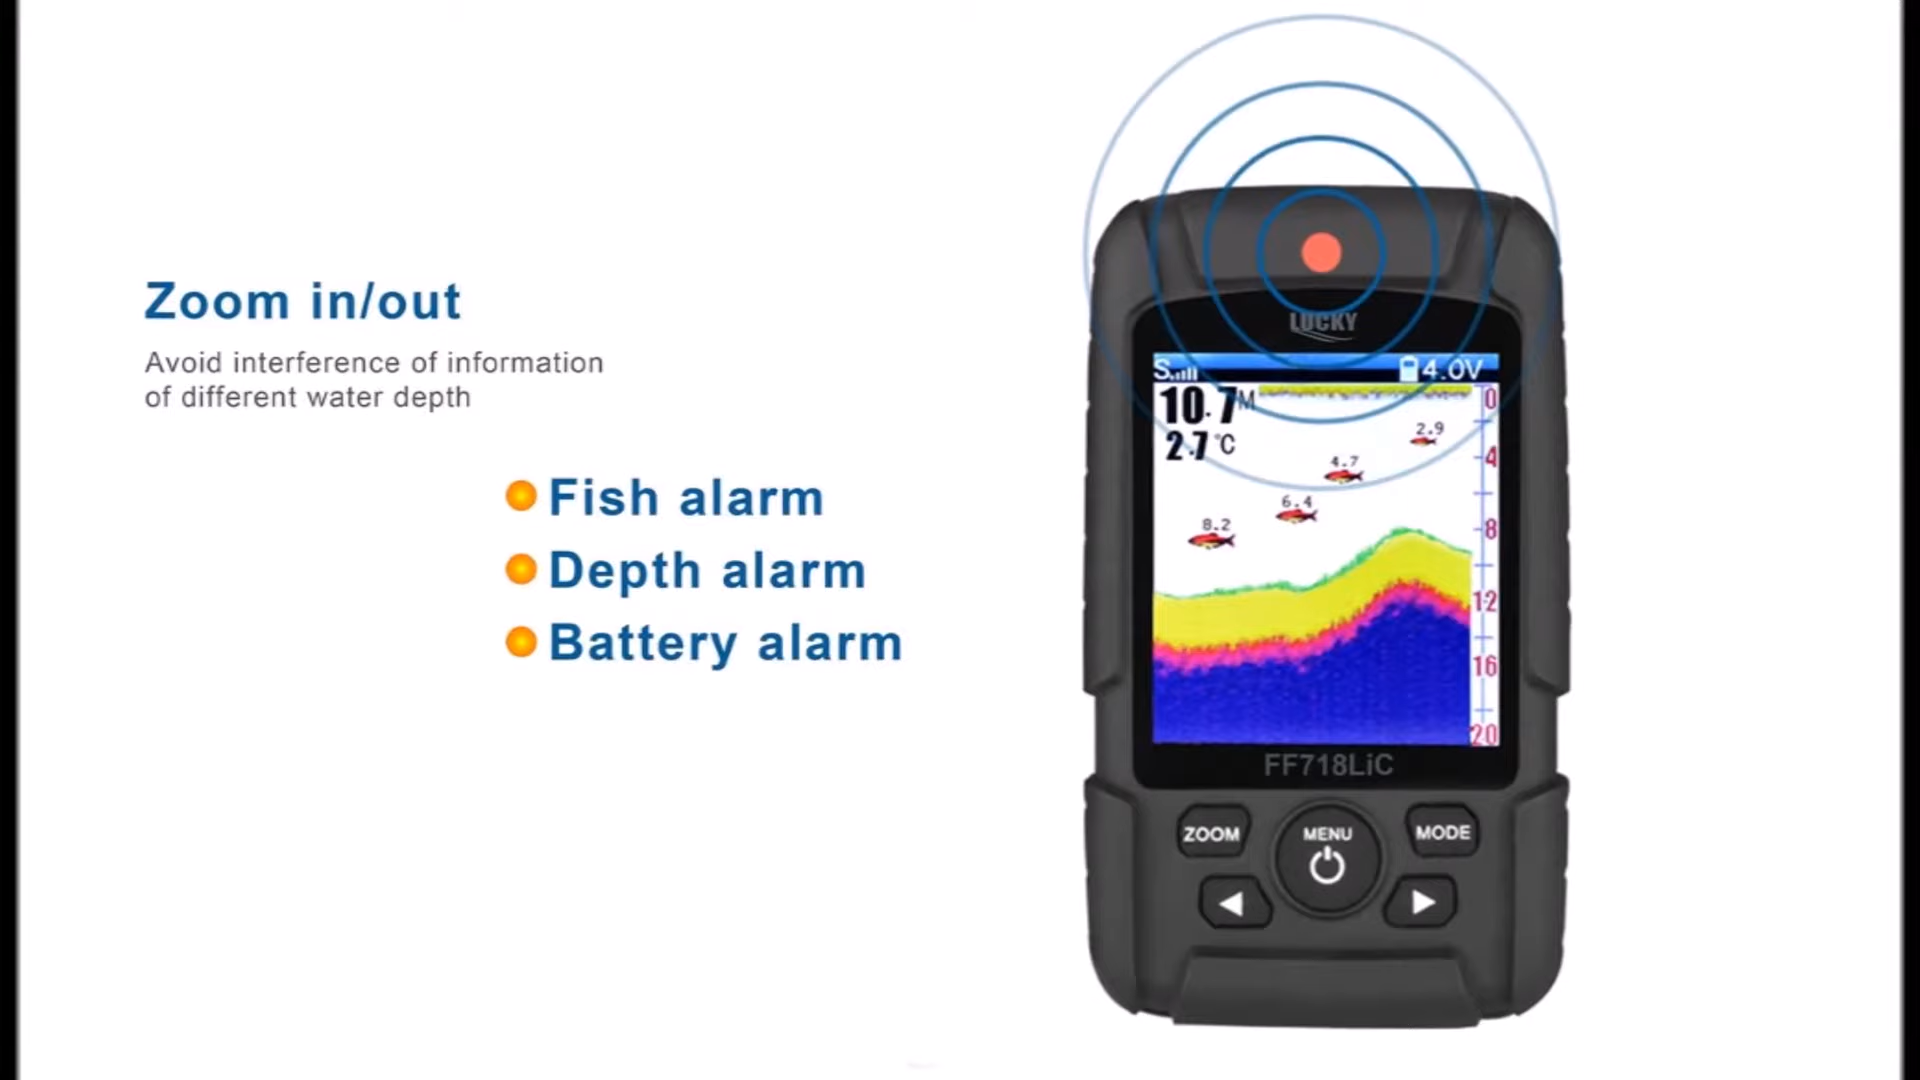 Zoom in/out
Avoid interference of information
of different water depth
Fish alarm
Depth alarm
Battery alarm
LUCKY
S 4.0V
10.7M
2.7℃
2.9
4.7
6.4
8.2
0
4
8
12
16
20
FF718LiC
ZOOM MENU MODE